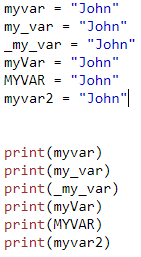 myvar = "John"
my_var = "John"
_my_var = "John"
myVar = "John"
MYVAR = "John"
myvar2 = "John"
print(myvar)
print(my_var)
print(_my_var)
print(myVar)
print(MYVAR)
print(myvar2)